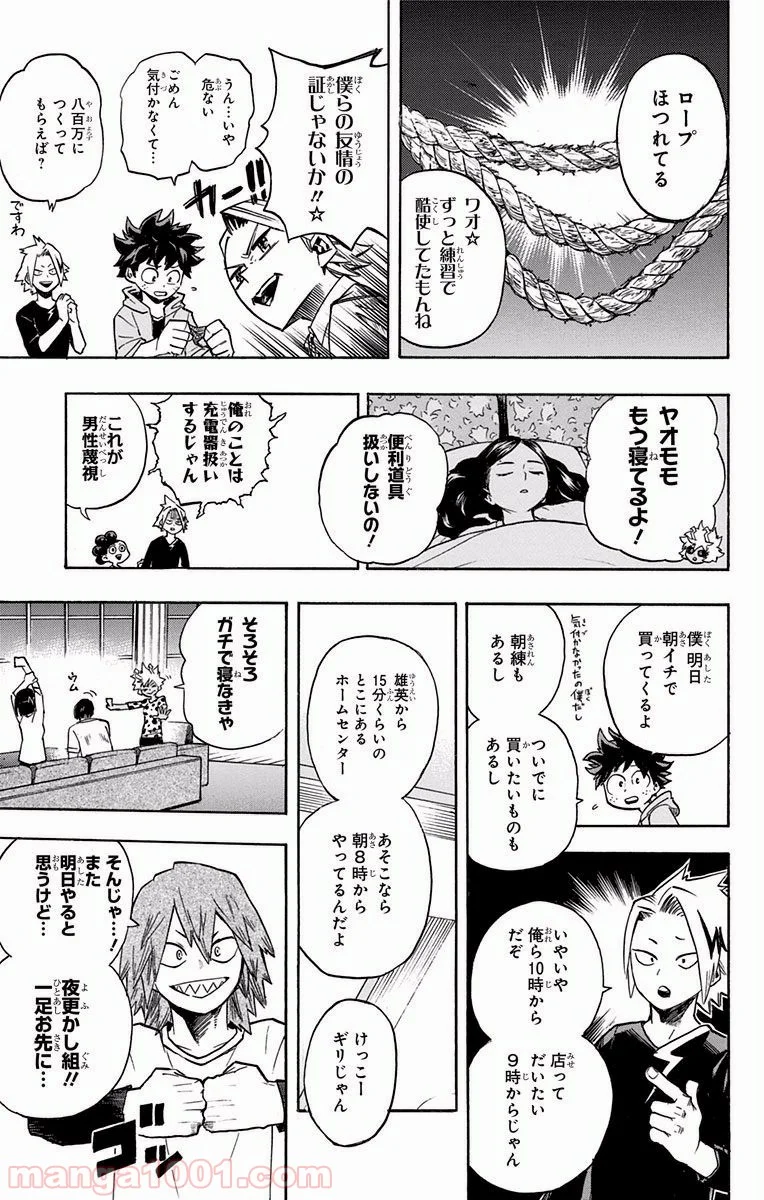 ロープ
ほつれてる
ワオ☆
ずっと練習で
酷使してたもんね
僕らの友情の
証じゃないか!!☆
ガー!!
うん…いや
危ない
ごめん
気付かなくて…
八百万に
つくって
もらえば?
ですわ
ヤオモモ
もう寝てるよ!
便利道具
扱いしないの!
俺のことは
充電器扱い
するじゃん
これが
男性蔑視
僕 明日
朝イチで
買ってくるよ
気付かなかったの僕だし
朝練も
あるし
ついでに
買いたいものも
あるし
いやいや
俺ら10時から
だぞ
店って
だいたい
9時からじゃん
雄英から
15分くらいの
とこにある
ホームセンター
あそこなら
朝8時から
やってるんだよ
けっこー
ギリじゃん
そろそろ
ガチで寝なきゃ
ウム
そんじゃ…!
また
明日やると
思うけど…
夜更かし組!!
一足お先に…
ゴッ
manga1001.com